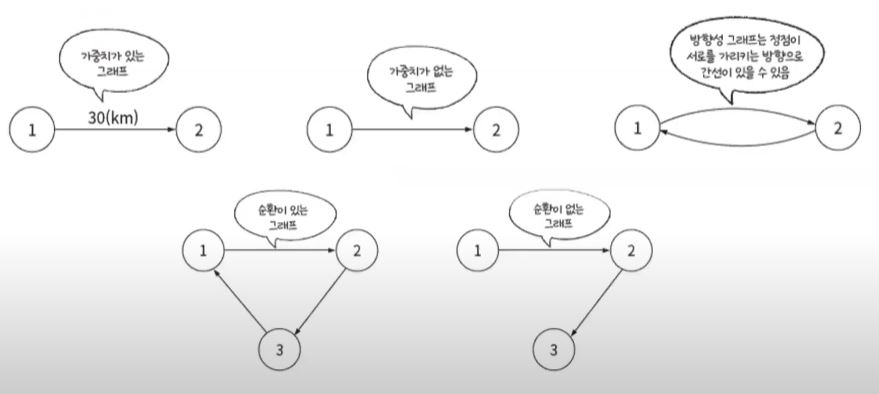 가중치가 있는
그래프
가중치가 없는
그래프
방향성 그래프는 정점이
서로를 가리키는 방향으로
간선이 있을 수 있음
1
30(km)
2
1
2
1
2
순환이 있는
그래프
순환이 없는
그래프
1
2
1
2
3
3